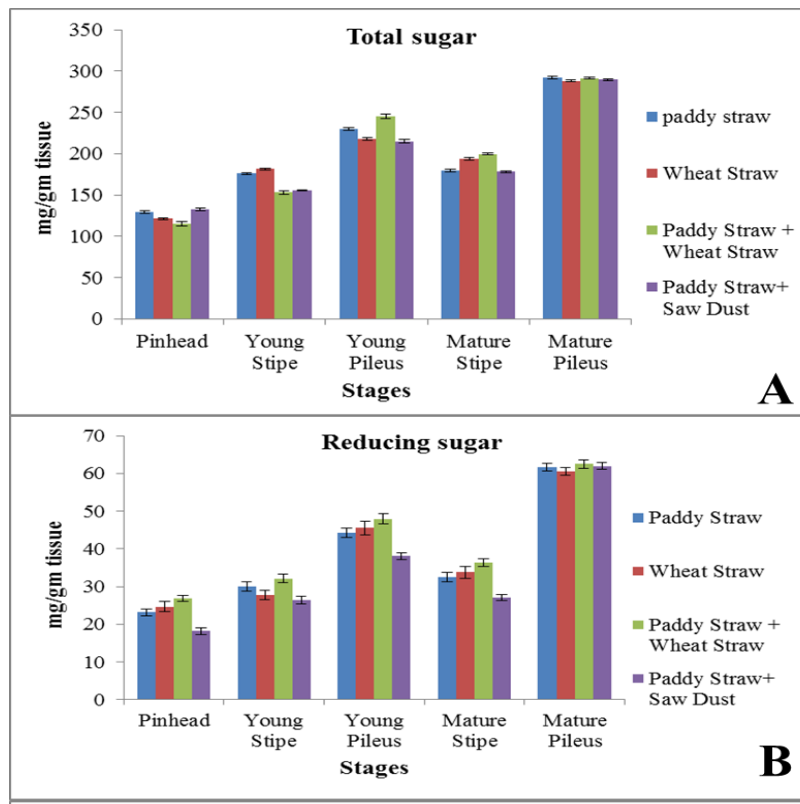 Total sugar
350
300
250
200
150
100
50
0
mg/gm tissue
Pinhead
Young
Stipe
Young
Pileus
Mature
Stipe
Mature
Pileus
Stages
paddy straw
Wheat Straw
Paddy Straw +
Wheat Straw
Paddy Straw+
Saw Dust
A
Reducing sugar
70
60
50
40
30
20
10
0
mg/gm tissue
Pinhead
Young
Stipe
Young
Pileus
Mature
Stipe
Mature
Pileus
Stages
Paddy Straw
Wheat Straw
Paddy Straw +
Wheat Straw
Paddy Straw+
Saw Dust
B